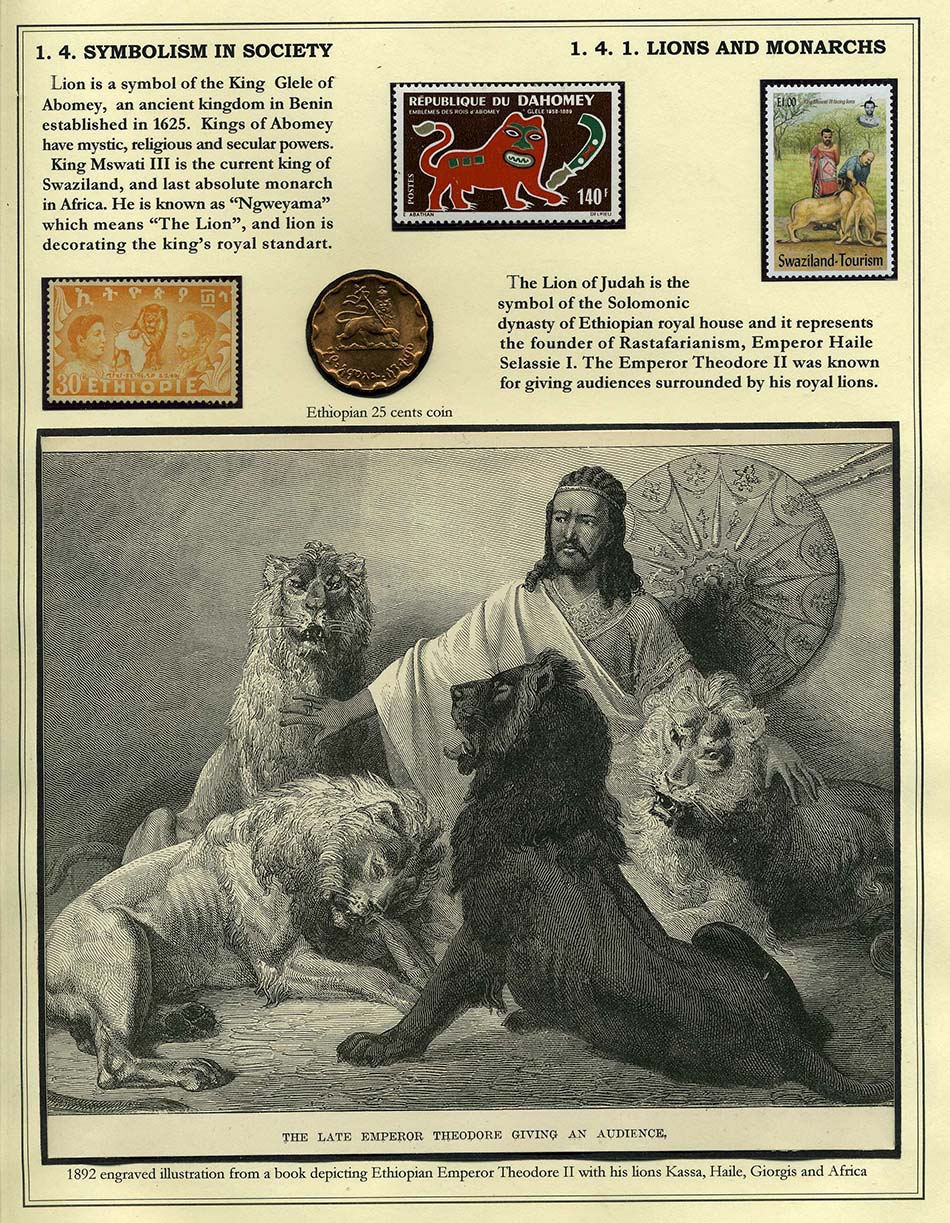 1. 4. SYMBOLISM IN SOCIETY
1. 4. 1. LIONS AND MONARCHS
Lion is a symbol of the King Glele of
Abomey, an ancient kingdom in Benin
established in 1625. Kings of Abomey
have mystic, religious and secular powers.
King Mswati III is the current king of
Swaziland, and last absolute monarch
in Africa. He is known as “Ngweyama”
which means “The Lion”, and lion is
decorating the king’s royal standart.
RÉPUBLIQUE DU DAHOMEY
EMBLÈMES DES ROIS d'ABOMEY GLÉLÉ 1858-1889
POSTES
140F
E. ABATHAN DELRIEU
E1.00
Swaziland-Tourism
ኢትዮጵያ
30 ETHIOPIE
Ethiopian 25 cents coin
The Lion of Judah is the
symbol of the Solomonic
dynasty of Ethiopian royal house and it represents
the founder of Rastafarianism, Emperor Haile
Selassie I. The Emperor Theodore II was known
for giving audiences surrounded by his royal lions.
THE LATE EMPEROR THEODORE GIVING AN AUDIENCE,
1892 engraved illustration from a book depicting Ethiopian Emperor Theodore II with his lions Kassa, Haile, Giorgis and Africa